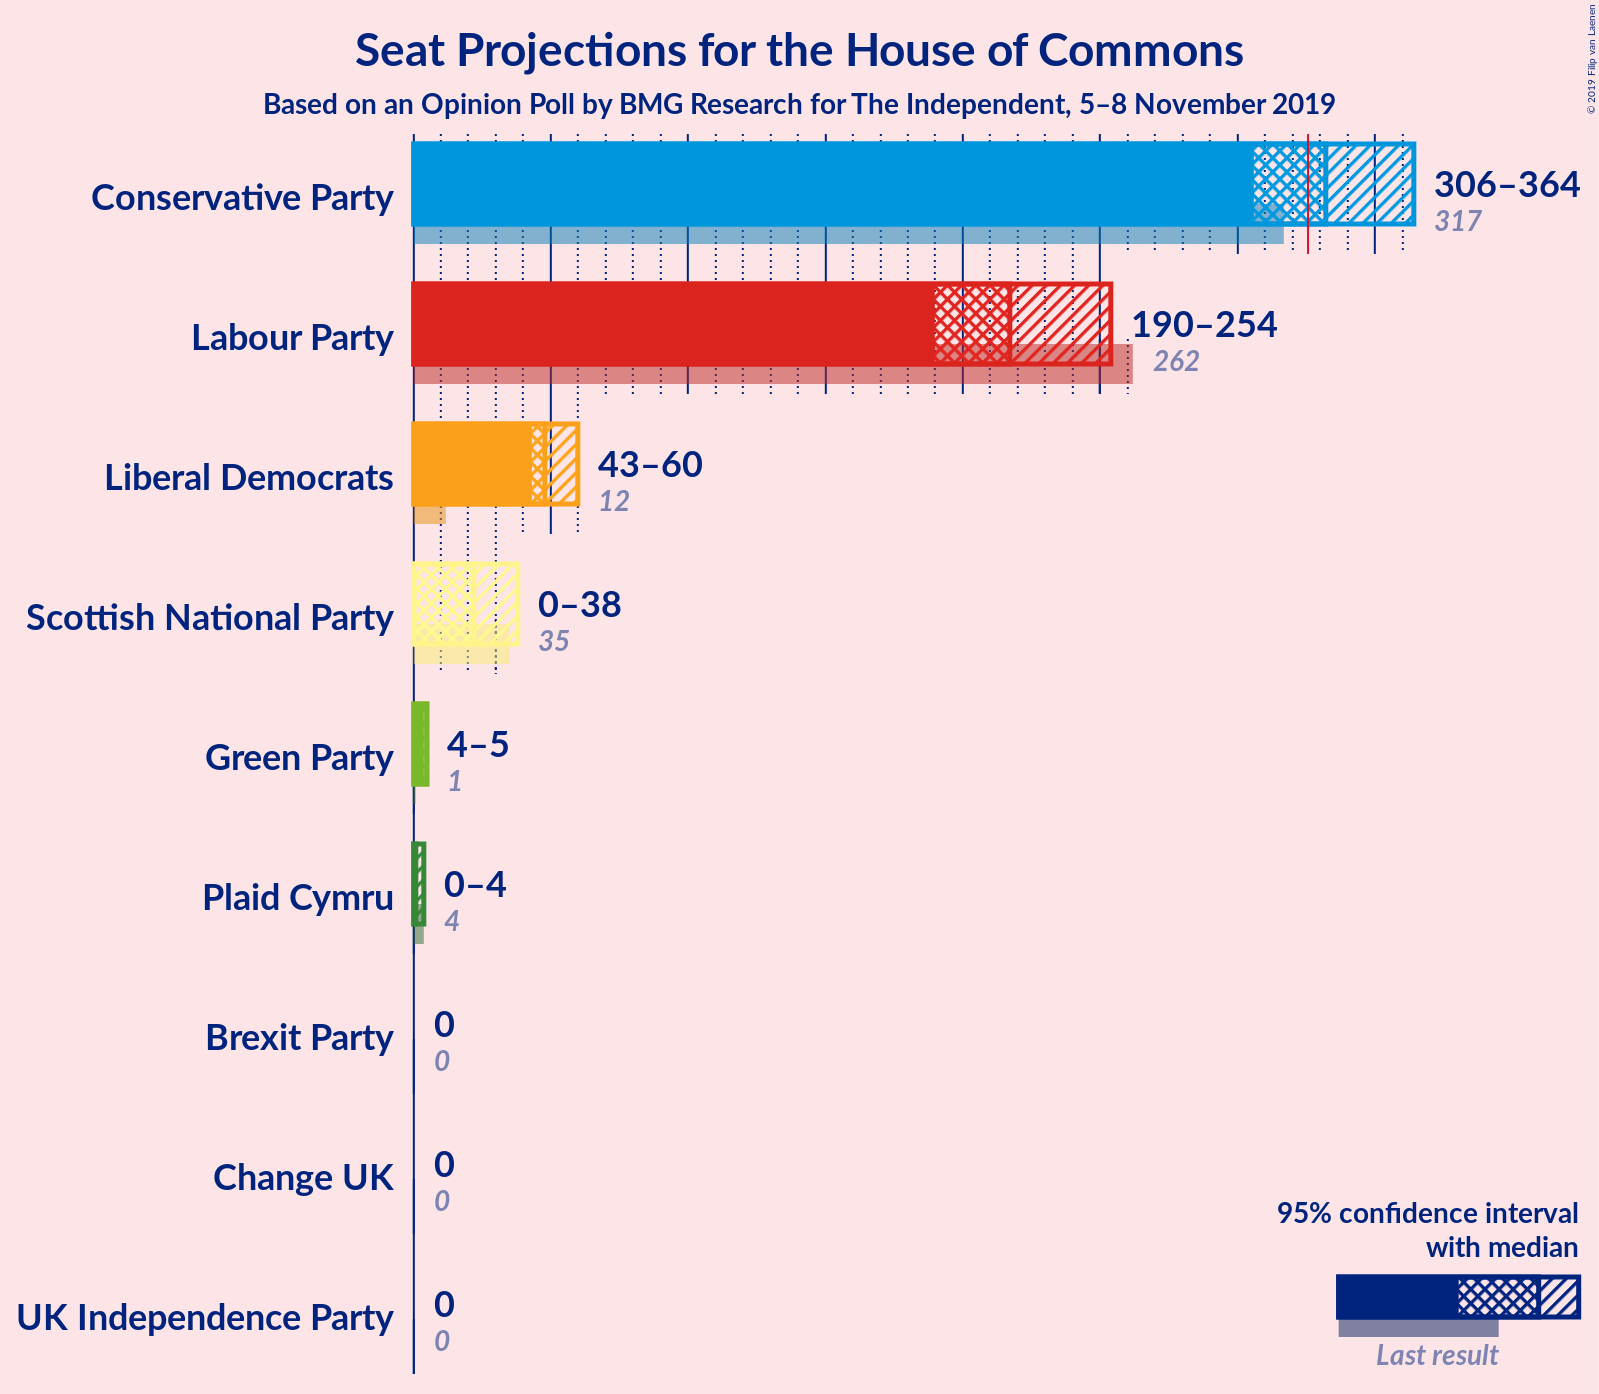 © 2019 Filip van Laenen
Seat Projections for the House of Commons
Based on an Opinion Poll by BMG Research for The Independent, 5–8 November 2019
Conservative Party
306–364
317
Labour Party
190–254
262
Liberal Democrats
43–60
12
Scottish National Party
0–38
35
Green Party
4–5
1
Plaid Cymru
0–4
4
Brexit Party
0
0
Change UK
0
0
UK Independence Party
0
0
95% confidence interval
with median
Last result